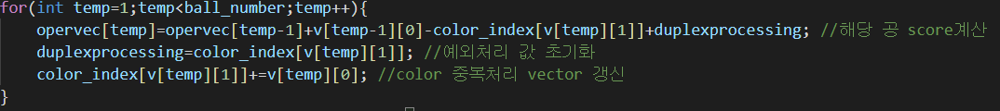 for(int temp=1;temp<ball_number;temp++){
opervec[temp]=opervec[temp-1]+v[temp-1][0]-color_index[v[temp][1]]+duplexprocessing; //해당 공 score계산
duplexprocessing=color_index[v[temp][1]]; //예외처리 값 초기화
color_index[v[temp][1]]+=v[temp][0]; //color 중복처리 vector 갱신
}